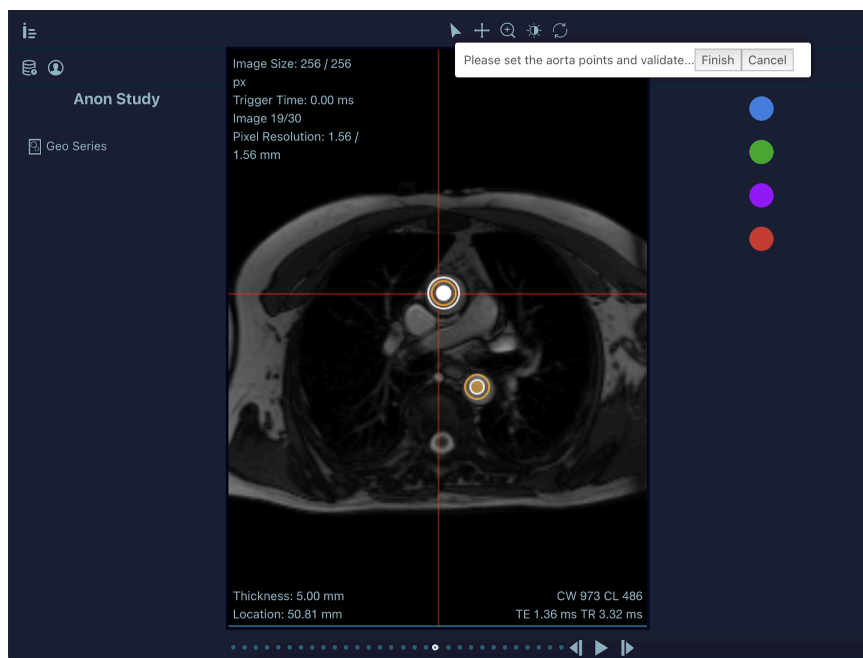 Please set the aorta points and validate... Finish Cancel
Anon Study
Geo Series
Image Size: 256 / 256
px
Trigger Time: 0.00 ms
Image 19/30
Pixel Resolution: 1.56 /
1.56 mm
Thickness: 5.00 mm
Location: 50.81 mm
CW 973 CL 486
TE 1.36 ms TR 3.32 ms